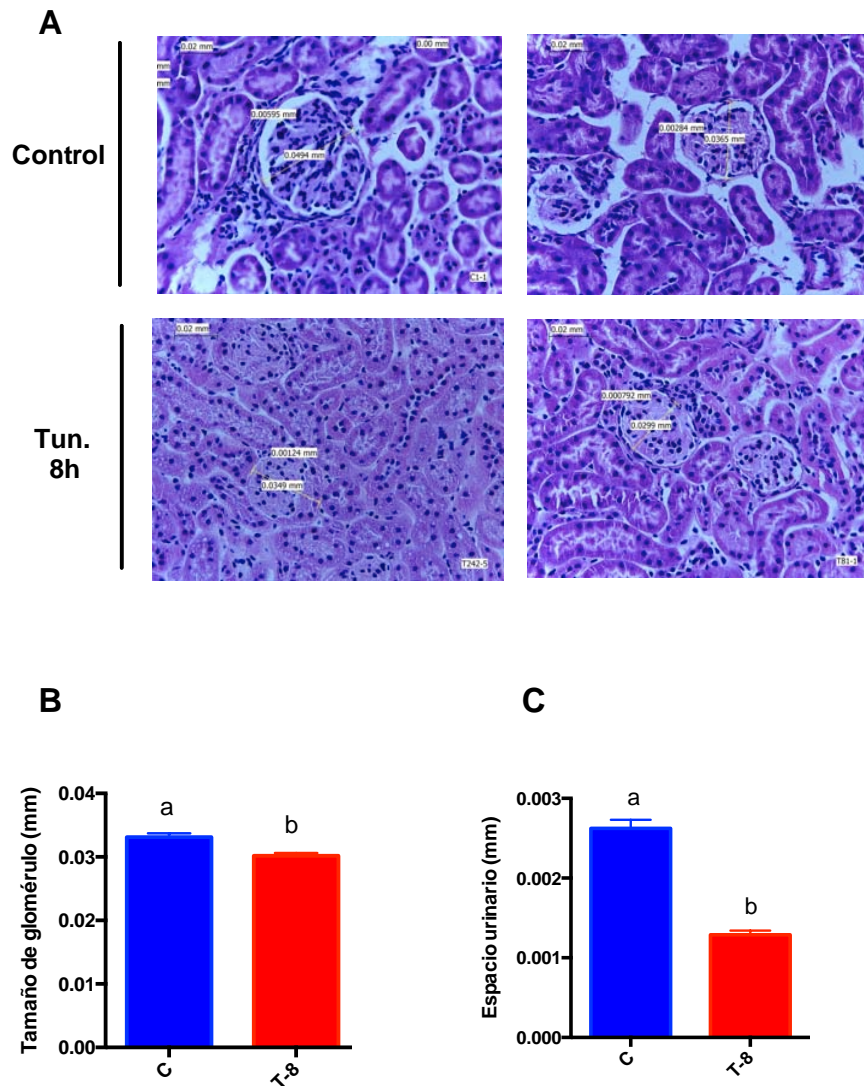 A
Control
0.02 mm
0.00 mm
mm
mm
0.00595 mm
0.0494 mm
C1-1
0.02 mm
0.00284 mm
0.0365 mm
Tun.
8h
0.02 mm
0.00124 mm
0.0349 mm
T242-5
0.02 mm
0.000792 mm
0.0299 mm
T81-1
B
Tamaño de glomérulo (mm)
0.04
0.03
0.02
0.01
0.00
a
b
C
T-8
C
Espacio urinario (mm)
0.003
0.002
0.001
0.000
a
b
C
T-8